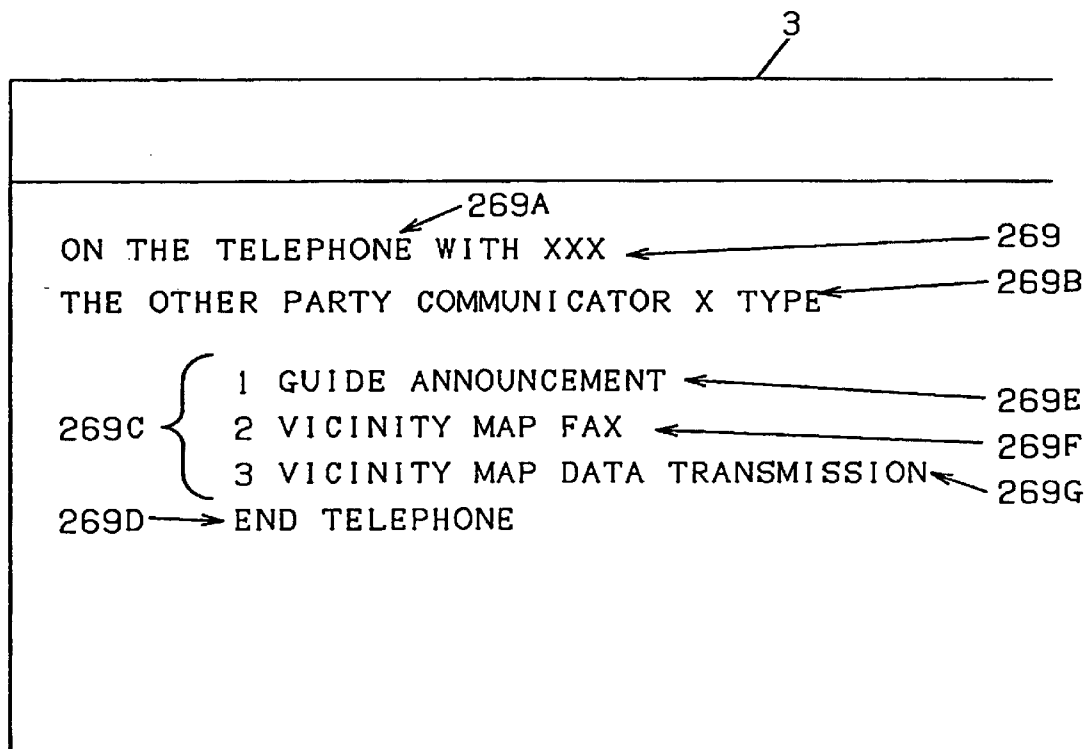 3
269A
ON THE TELEPHONE WITH XXX 269
THE OTHER PARTY COMMUNICATOR X TYPE 269B
1 GUIDE ANNOUNCEMENT 269E
269C 2 VICINITY MAP FAX 269F
3 VICINITY MAP DATA TRANSMISSION 269G
269D END TELEPHONE